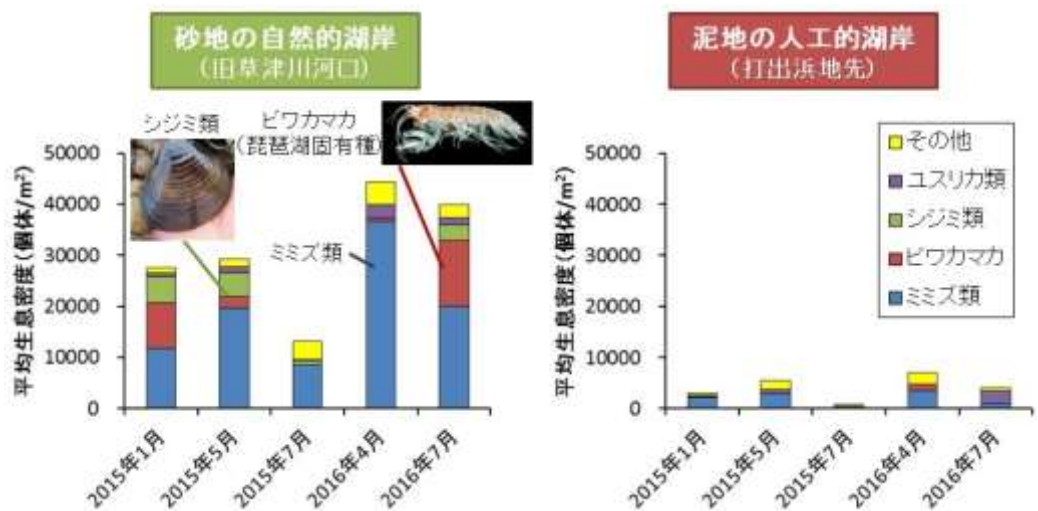 砂地の自然的湖岸
(旧草津川河口)
シジミ類
ビワカマカ
(琵琶湖固有種)
ミミズ類
平均生息密度(個体/m²)
50000
40000
30000
20000
10000
0
2015年1月
2015年5月
2015年7月
2016年4月
2016年7月
泥地の人工的湖岸
(打出浜地先)
平均生息密度(個体/m²)
50000
40000
30000
20000
10000
0
その他
ユスリカ類
シジミ類
ビワカマカ
ミミズ類
2015年1月
2015年5月
2015年7月
2016年4月
2016年7月